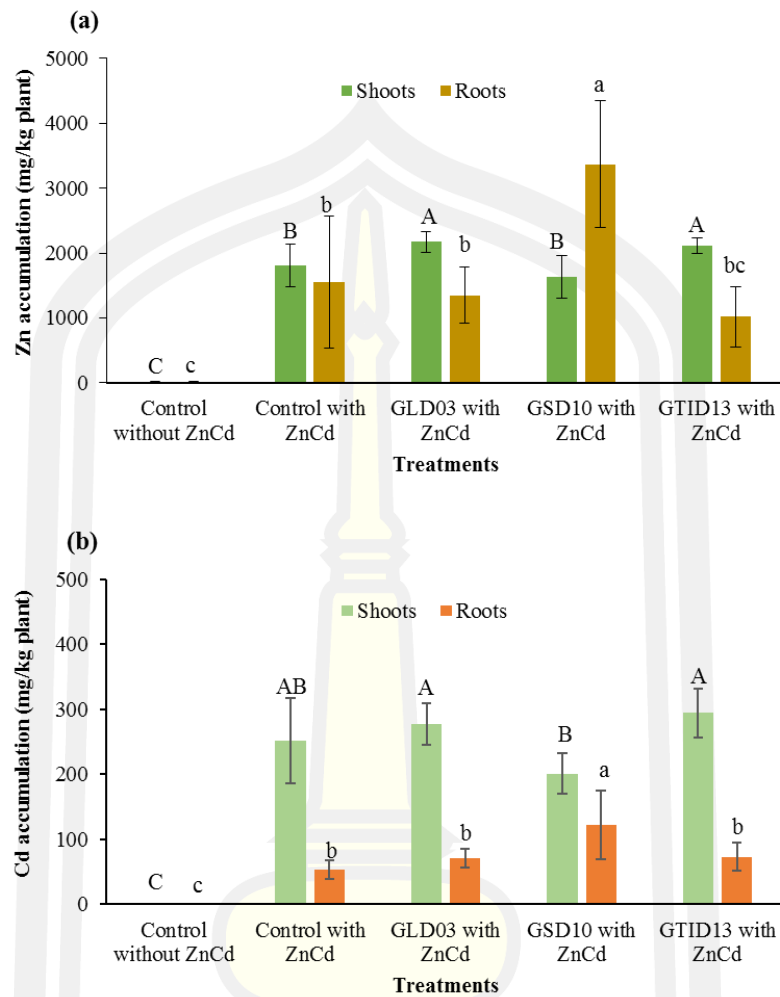 (a)
Zn accumulation (mg/kg plant)
5000
4000
3000
2000
1000
0
Shoots Roots
C c B b A b B a A bc
Control without ZnCd
Control with ZnCd
GLD03 with ZnCd
GSD10 with ZnCd
GTID13 with ZnCd
Treatments
(b)
Cd accumulation (mg/kg plant)
500
400
300
200
100
0
Shoots Roots
C c AB b A b B a A b
Control without ZnCd
Control with ZnCd
GLD03 with ZnCd
GSD10 with ZnCd
GTID13 with ZnCd
Treatments